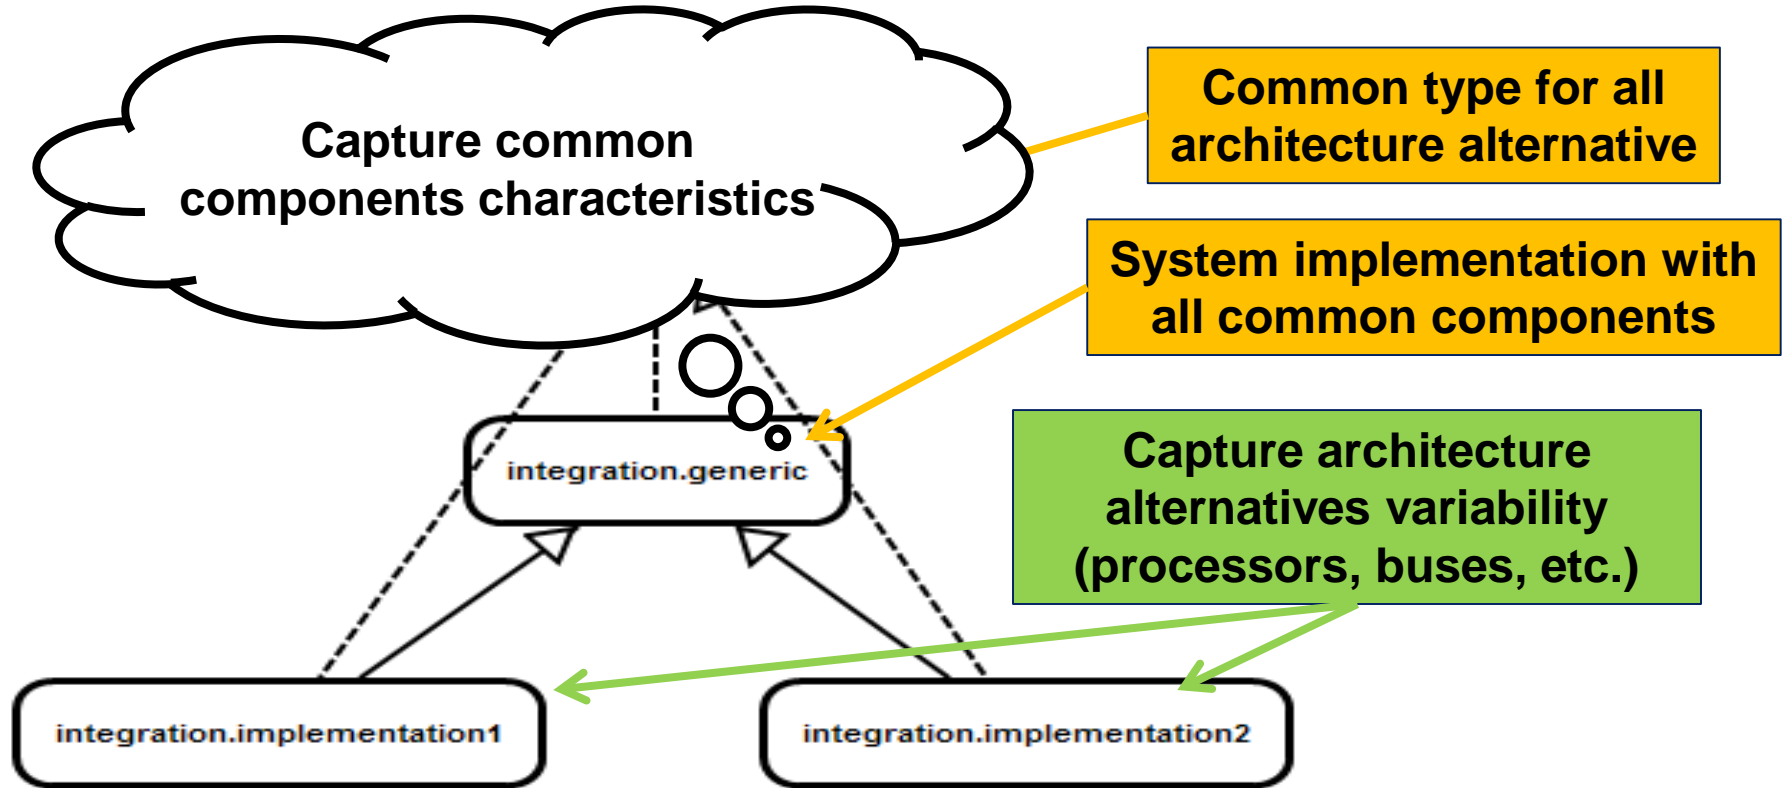 Capture common
components characteristics
Common type for all
architecture alternative
System implementation with
all common components
Capture architecture
alternatives variability
(processors, buses, etc.)
integration.generic
integration.implementation1
integration.implementation2